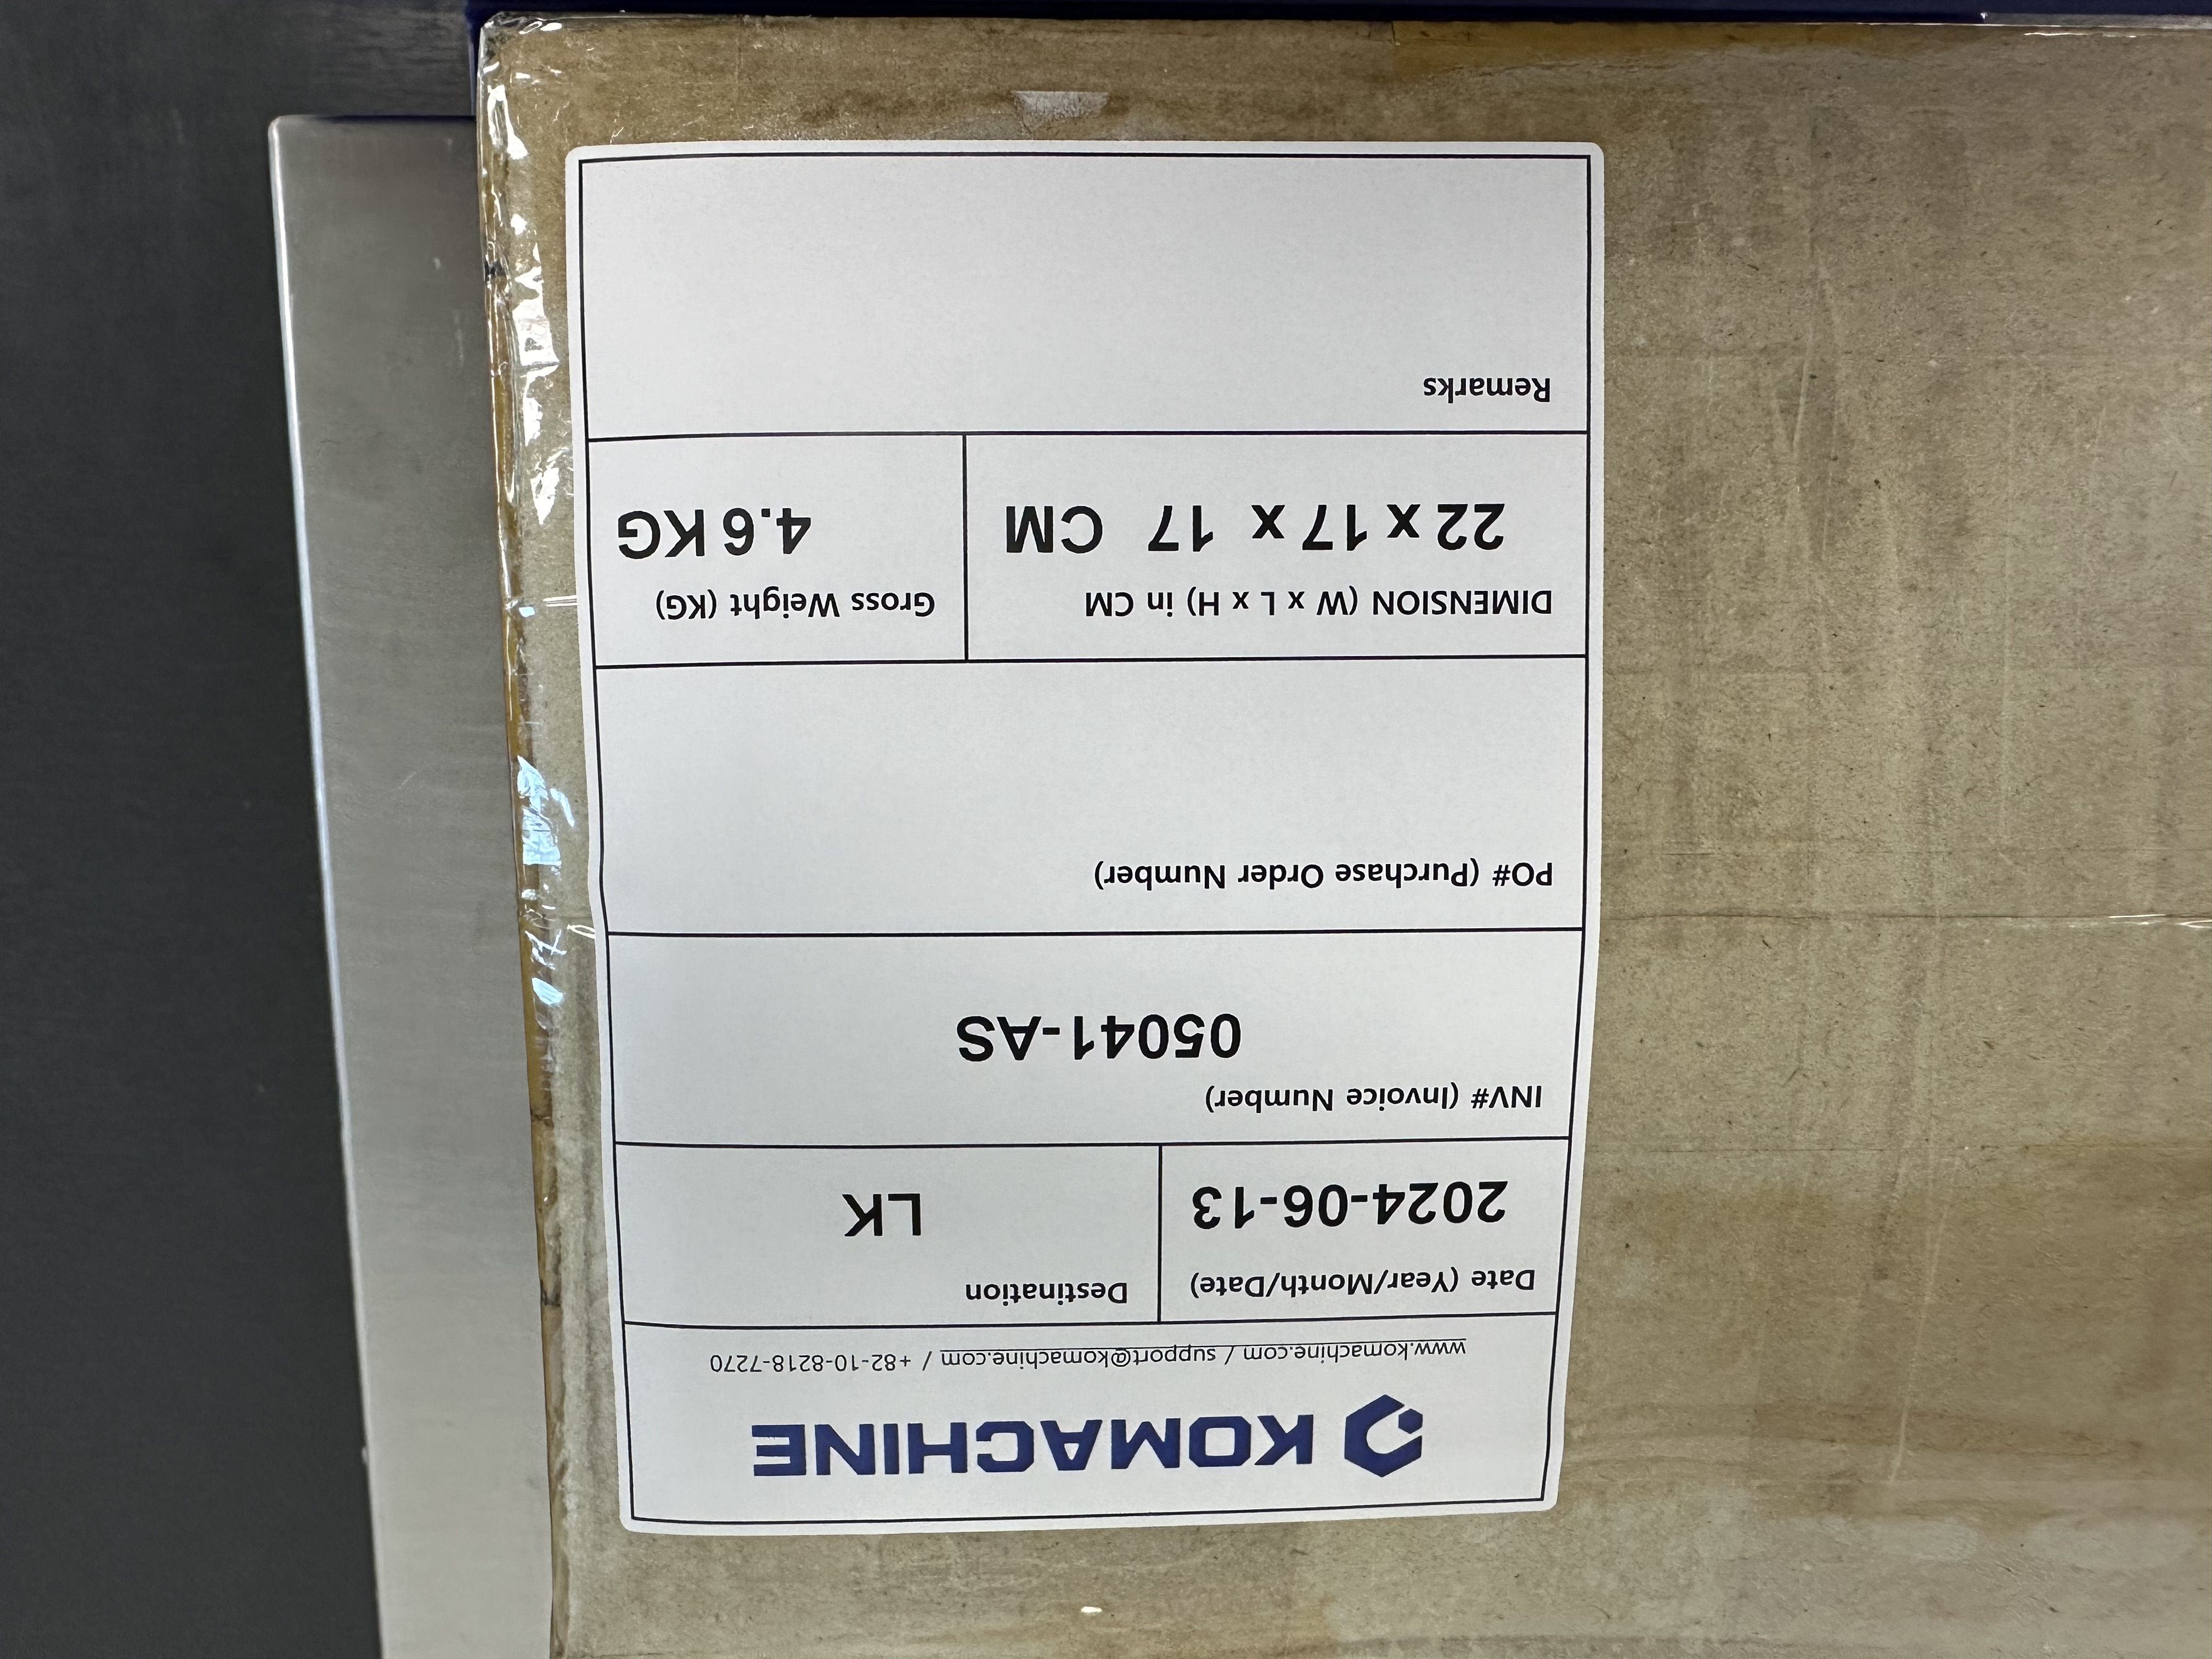 KOMACHINE
www.komachine.com / support@komachine.com / +82-10-8218-7270
Date (Year/Month/Date)
2024-06-13
Destination
LK
INV# (Invoice Number)
05041-AS
PO# (Purchase Order Number)
DIMENSION (W x L x H) in CM
22 x 17 x 17 CM
Gross Weight (KG)
4.6 KG
Remarks